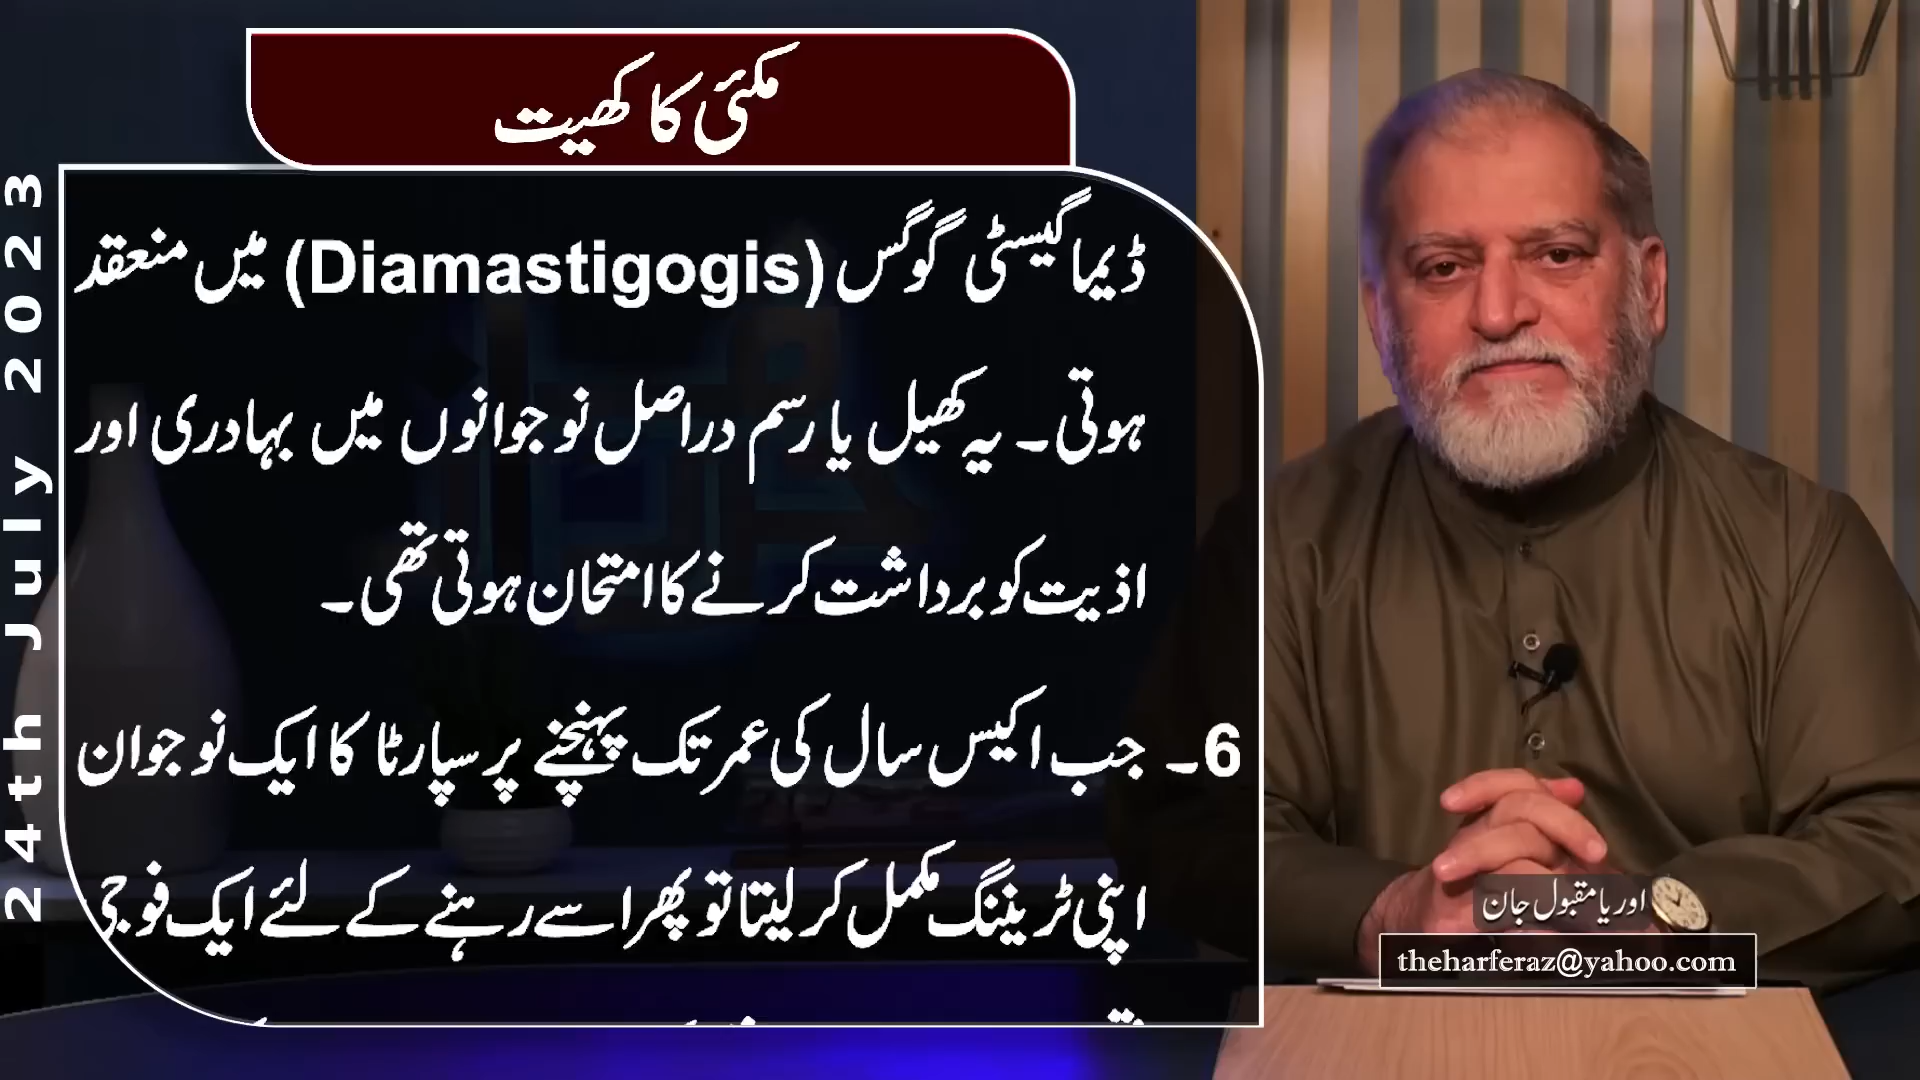 مکئی کا کھیت
ڈیماگیسٹی گوگس (Diamastigogis) میں منعقد
ہوتی۔ یہ کھیل یا رسم دراصل نوجوانوں میں بہادری اور
اذیت کو برداشت کرنے کا امتحان ہوتی تھی۔
6۔ جب اکیس سال کی عمر تک پہنچنے پر سپارٹا کا ایک نوجوان
اپنی ٹریننگ مکمل کر لیتا تو پھر اسے رہنے کے لئے ایک فوجی
24th July 2023
اوریا مقبول جان
theharferaz@yahoo.com